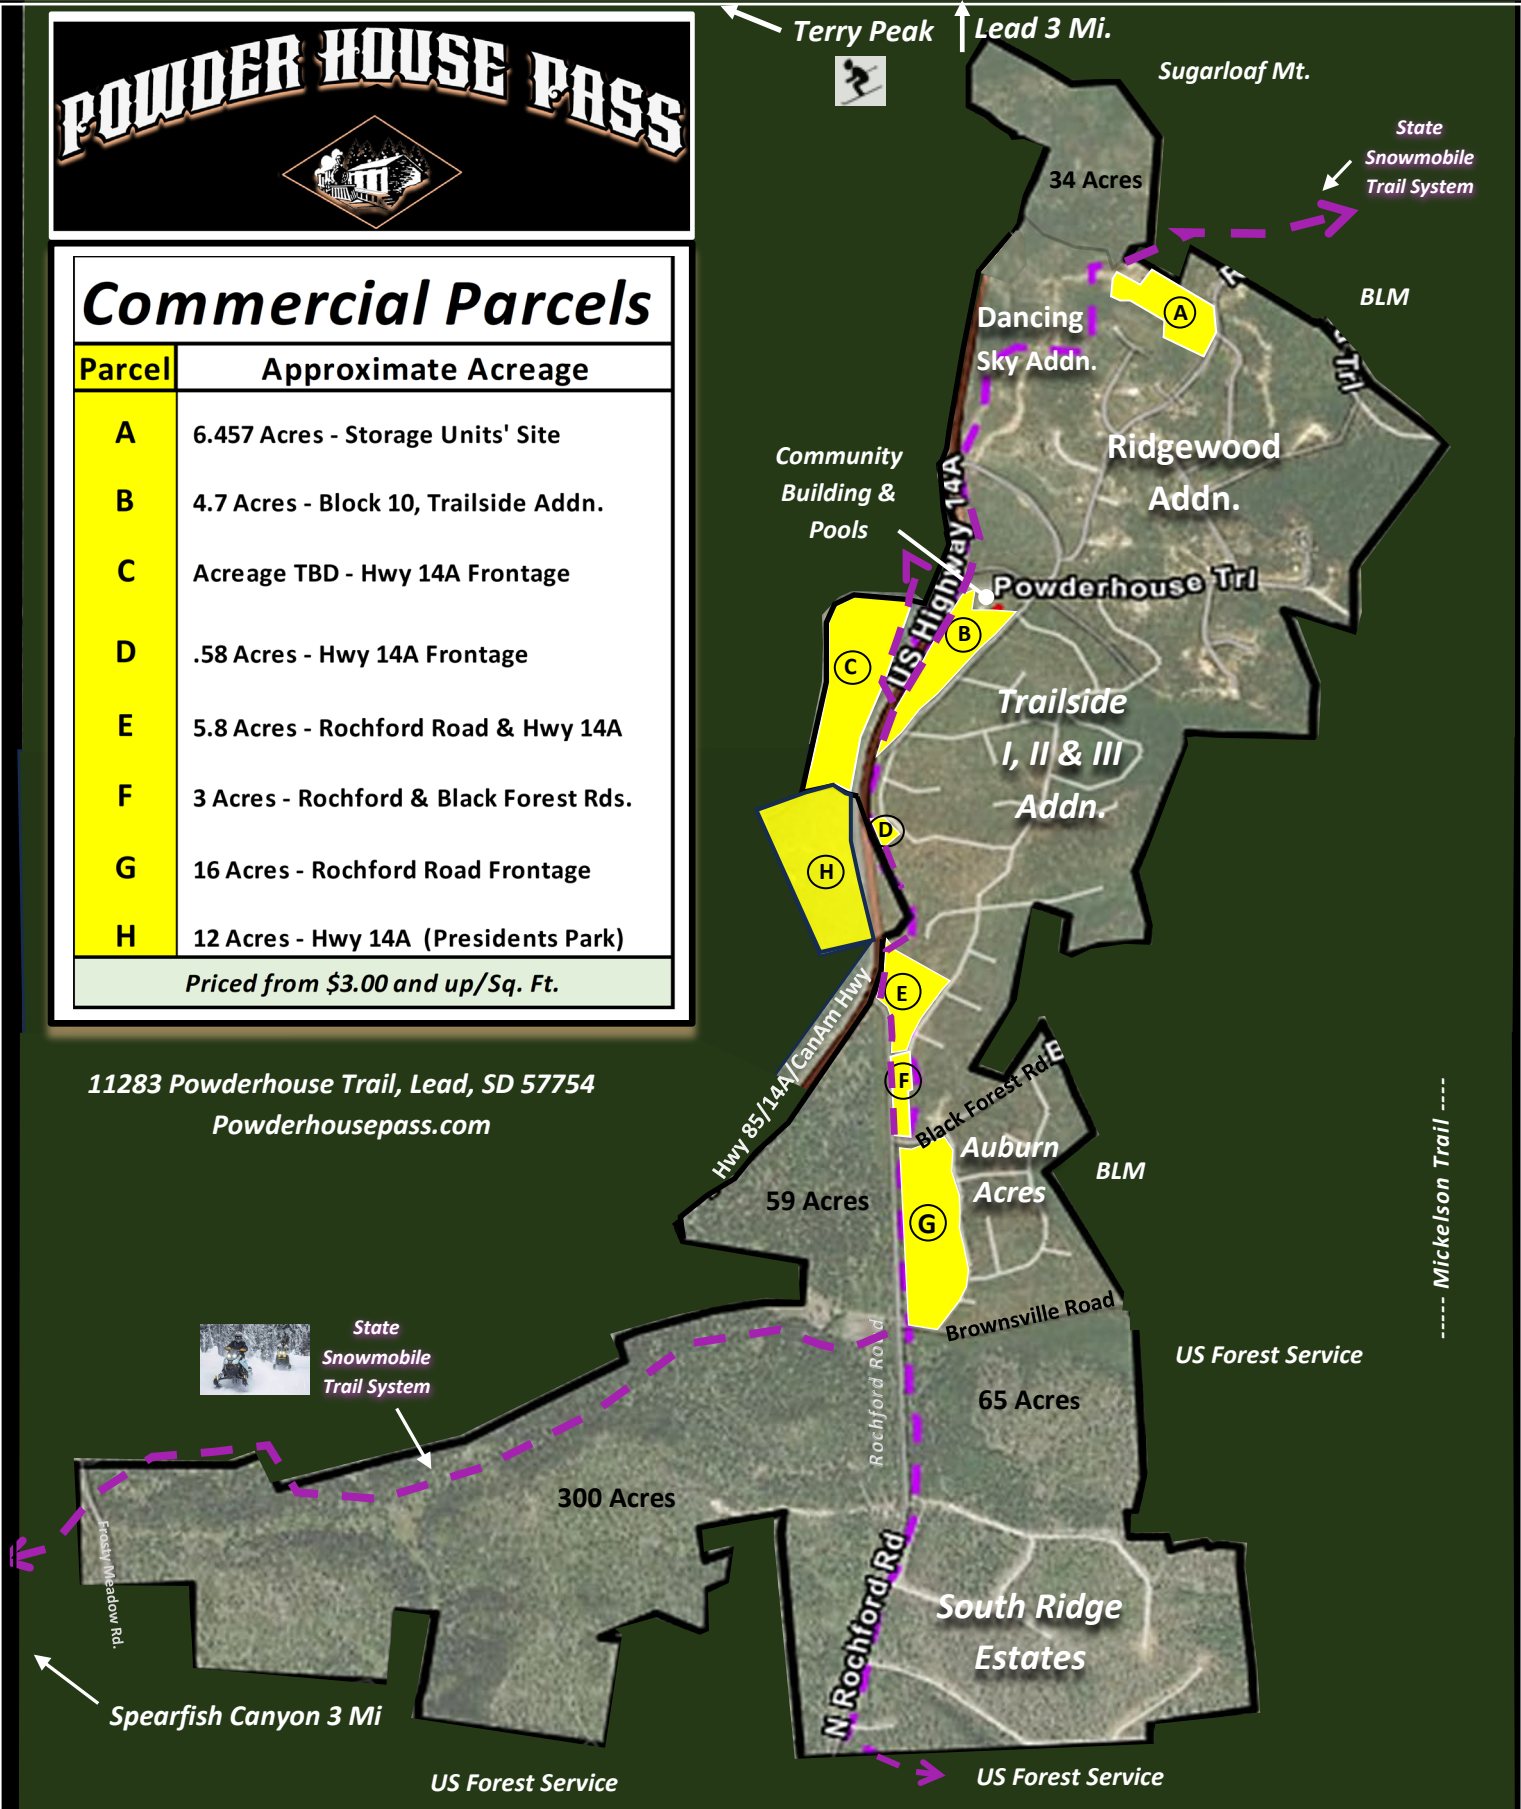 POWDER HOUSE PASS
Commercial Parcels
Parcel Approximate Acreage
A 6.457 Acres - Storage Units' Site
B 4.7 Acres - Block 10, Trailside Addn.
C Acreage TBD - Hwy 14A Frontage
D .58 Acres - Hwy 14A Frontage
E 5.8 Acres - Rochford Road & Hwy 14A
F 3 Acres - Rochford & Black Forest Rds.
G 16 Acres - Rochford Road Frontage
H 12 Acres - Hwy 14A (Presidents Park)
Priced from $3.00 and up/Sq. Ft.
11283 Powderhouse Trail, Lead, SD 57754
Powderhousepass.com
Terry Peak
Lead 3 Mi.
Sugarloaf Mt.
State
Snowmobile
Trail System
34 Acres
BLM
A
Dancing
Sky Addn.
Trl
Ridgewood
Addn.
Community
Building &
Pools
US Highway 14A
Powderhouse Trl
B
C
Trailside
I, II & III
Addn.
D
H
E
Hwy 85/14A/CanAm Hwy
F
Black Forest Rd.
E
Auburn
Acres
BLM
59 Acres
G
----- Mickelson Trail ----
Brownsville Road
US Forest Service
State
Snowmobile
Trail System
Rochford Road
65 Acres
300 Acres
Frosty Meadow Rd.
N Rochford Rd
South Ridge
Estates
Spearfish Canyon 3 Mi
US Forest Service
US Forest Service